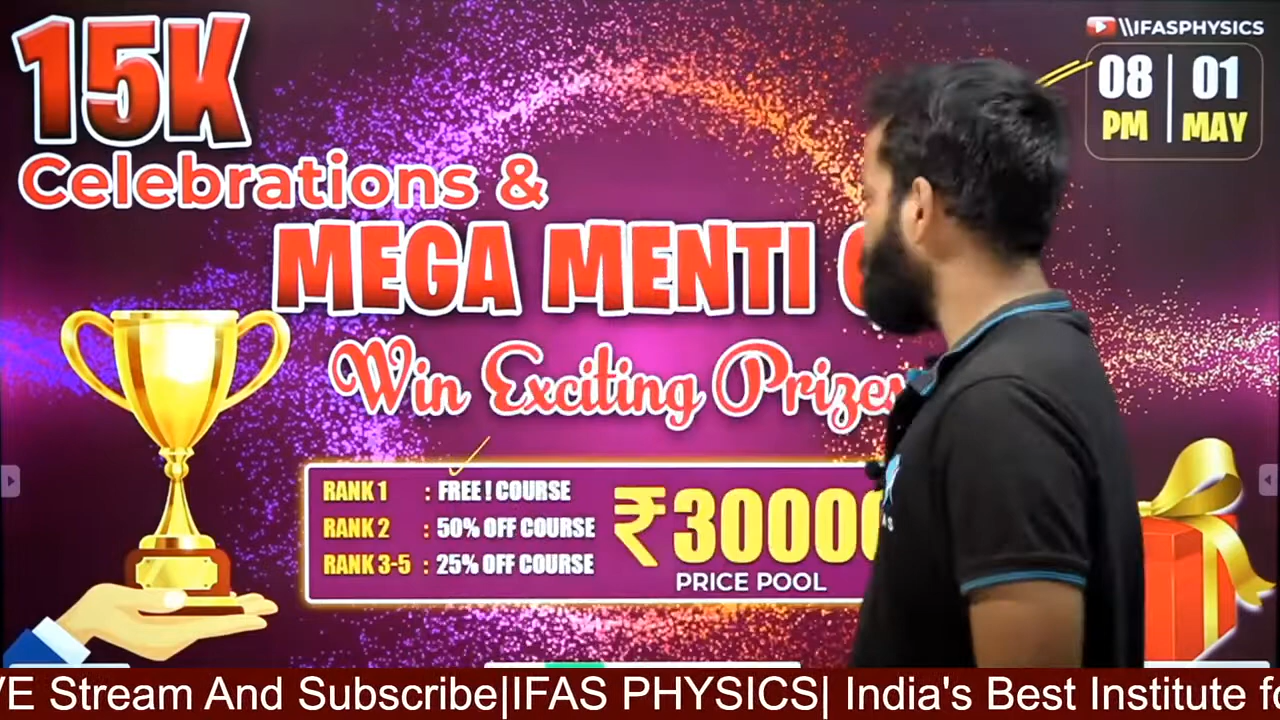 15K
\\IFASPHYSICS
08 PM | 01 MAY
Celebrations &
MEGA MENTI
Win Exciting Prizes
RANK 1 : FREE ! COURSE
RANK 2 : 50% OFF COURSE
RANK 3-5 : 25% OFF COURSE
₹30000
PRICE POOL
VE Stream And Subscribe|IFAS PHYSICS| India's Best Institute fo